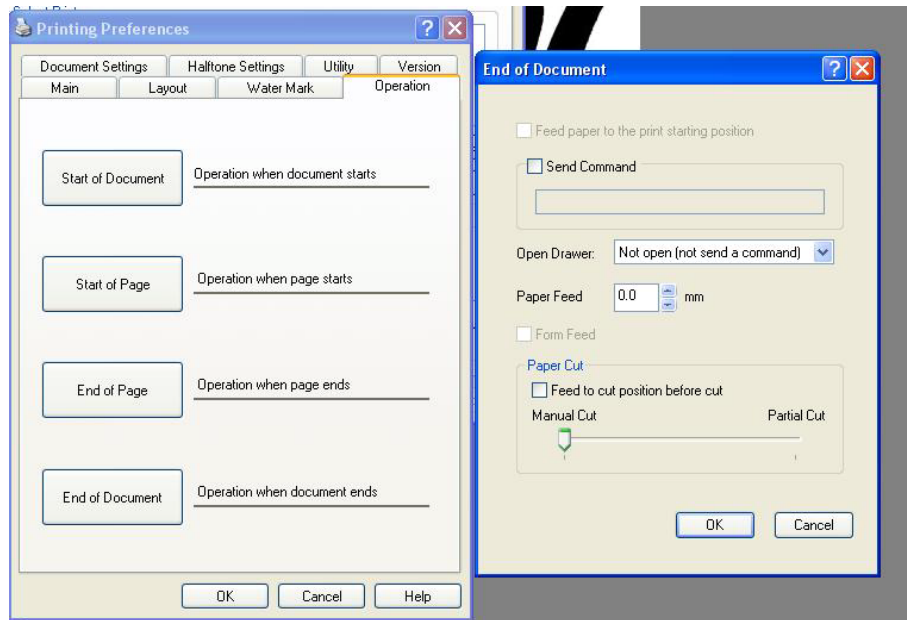 Printing Preferences
Document Settings
Halftone Settings
Utility
Version
Main
Layout
Water Mark
Operation
Start of Document
Operation when document starts
Start of Page
Operation when page starts
End of Page
Operation when page ends
End of Document
Operation when document ends
OK
Cancel
Help
End of Document
Feed paper to the print starting position
Send Command
Open Drawer:
Not open (not send a command)
Paper Feed
0.0
mm
Form Feed
Paper Cut
Feed to cut position before cut
Manual Cut
Partial Cut
OK
Cancel